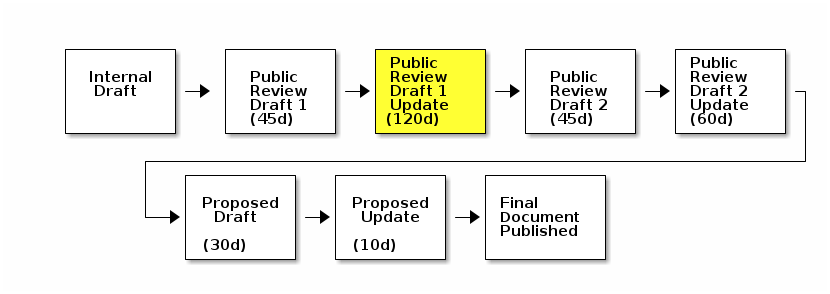 Internal
Draft
Public
Review
Draft 1
(45d)
Public
Review
Draft 1
Update
(120d)
Public
Review
Draft 2
(45d)
Public
Review
Draft 2
Update
(60d)
Proposed
Draft
(30d)
Proposed
Update
(10d)
Final
Document
Published